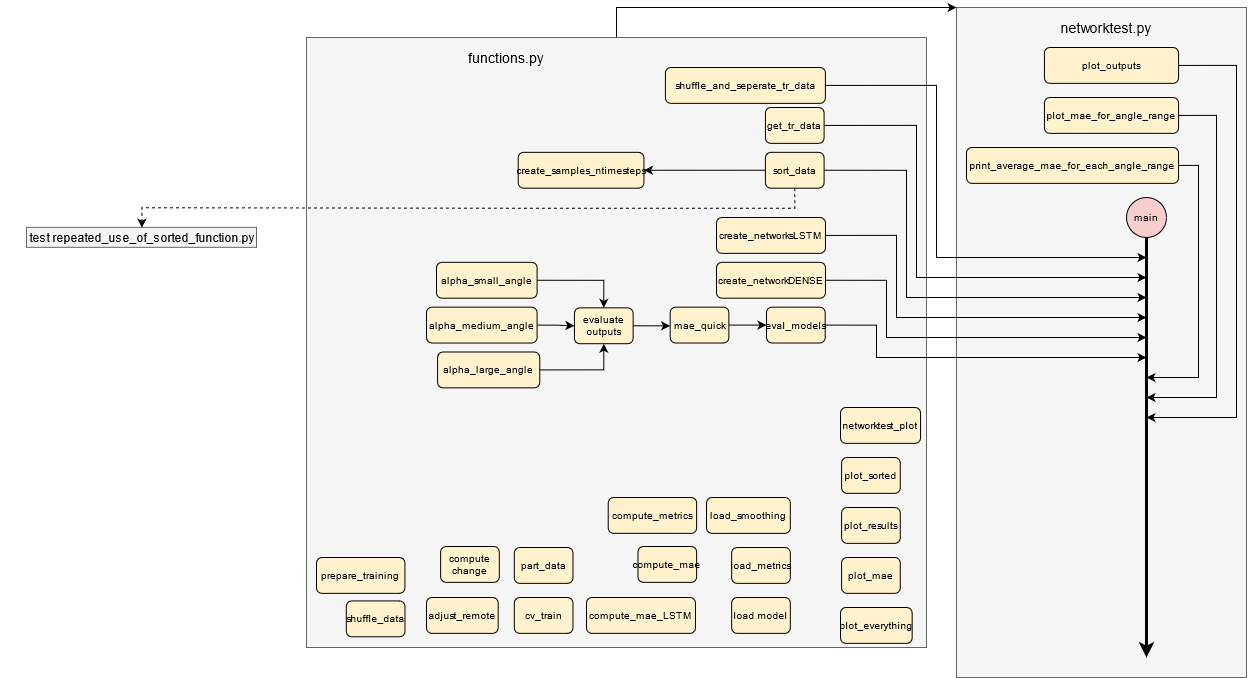 functions.py
shuffle_and_seperate_tr_data
get_tr_data
create_samples_ntimesteps
sort_data
test repeated_use_of_sorted_function.py
create_networksLSTM
alpha_small_angle
create_networkDENSE
alpha_medium_angle
evaluate
outputs
mae_quick
eval_models
alpha_large_angle
networktest_plot
plot_sorted
compute_metrics
load_smoothing
plot_results
prepare_training
compute
change
part_data
compute_mae
load_metrics
plot_mae
shuffle_data
adjust_remote
cv_train
compute_mae_LSTM
load model
plot_everything
networktest.py
plot_outputs
plot_mae_for_angle_range
print_average_mae_for_each_angle_range
main